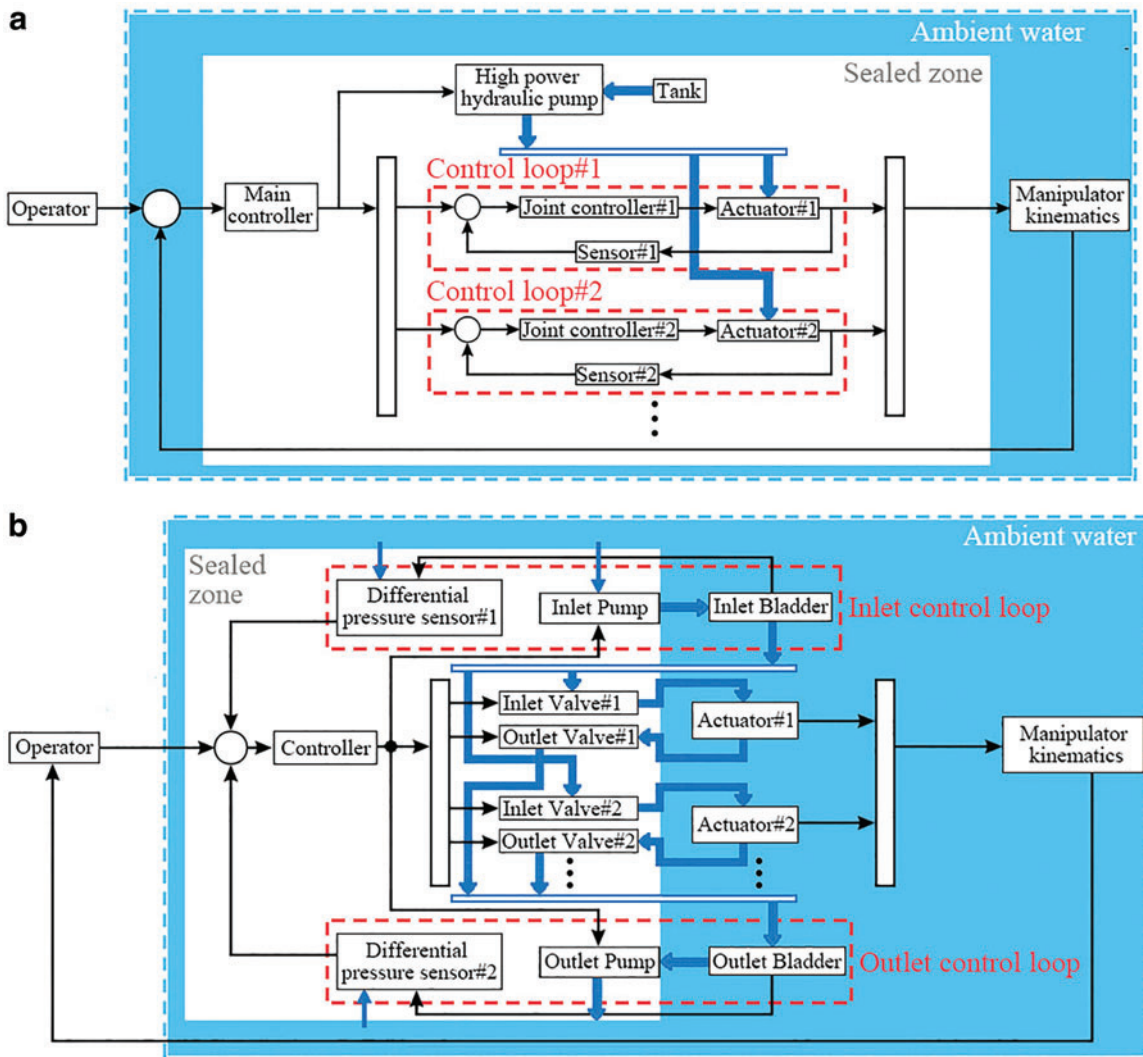 a
Ambient water
Sealed zone
High power
hydraulic pump
Tank
Control loop#1
Operator
Main
controller
Joint controller#1
Actuator#1
Sensor#1
Manipulator
kinematics
Control loop#2
Joint controller#2
Actuator#2
Sensor#2
b
Ambient water
Sealed
zone
Differential
pressure sensor#1
Inlet Pump
Inlet Bladder
Inlet control loop
Inlet Valve#1
Outlet Valve#1
Actuator#1
Operator
Controller
Manipulator
kinematics
Inlet Valve#2
Outlet Valve#2
Actuator#2
Differential
pressure sensor#2
Outlet Pump
Outlet Bladder
Outlet control loop